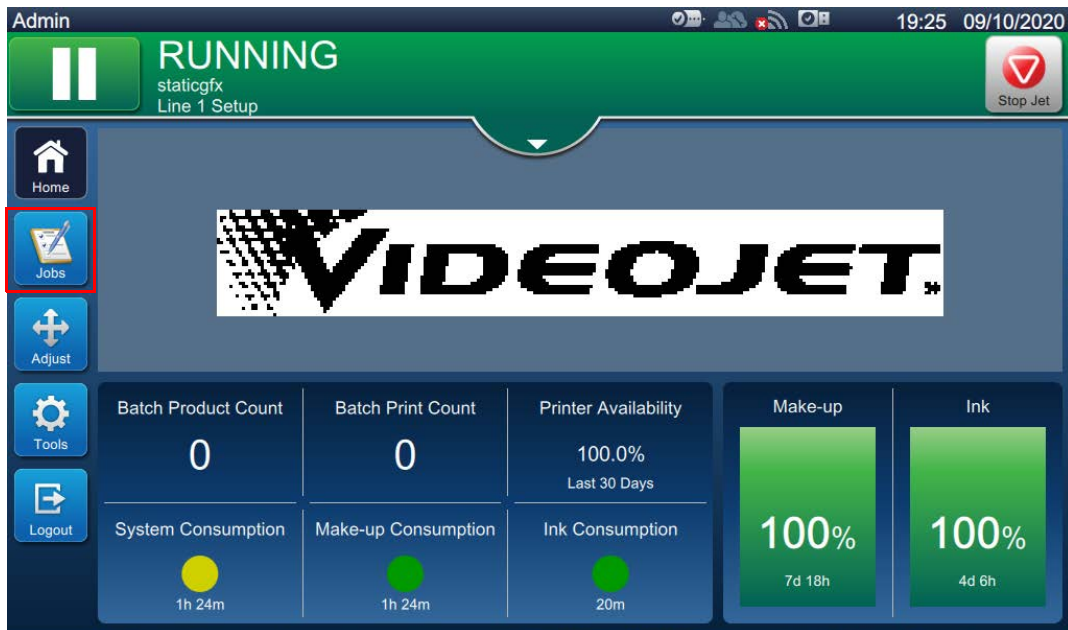 Admin 19:25 09/10/2020
RUNNING
staticgfx
Line 1 Setup
Stop Jet
Home
Jobs
Adjust
Tools
Logout
VIDEOJET
Batch Product Count
0
Batch Print Count
0
Printer Availability
100.0%
Last 30 Days
System Consumption
1h 24m
Make-up Consumption
1h 24m
Ink Consumption
20m
Make-up
100%
7d 18h
Ink
100%
4d 6h